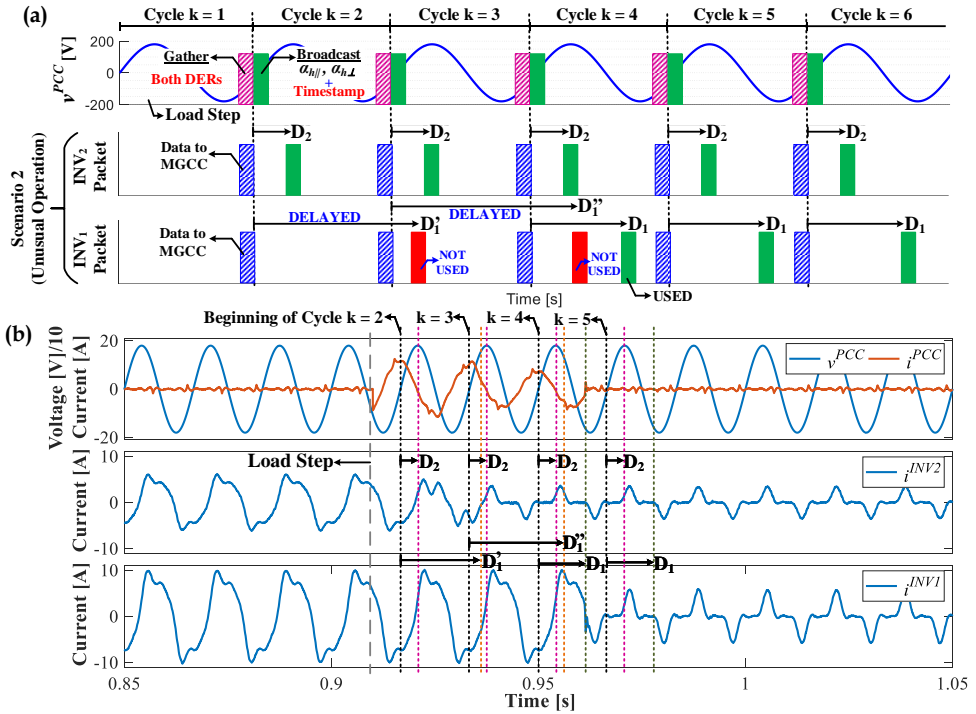 (a)
Cycle k = 1
Cycle k = 2
Cycle k = 3
Cycle k = 4
Cycle k = 5
Cycle k = 6
v^PCC [V]
200
0
-200
Gather
Both DERs
Broadcast
α_h//, α_h⊥
+
Timestamp
Load Step
Scenario 2
(Unusual Operation)
INV₂
Packet
Data to
MGCC
D₂
D₂
D₂
D₂
D₂
INV₁
Packet
Data to
MGCC
DELAYED
D₁'
DELAYED
D₁''
D₁
D₁
D₁
NOT
USED
NOT
USED
USED
Time [s]
(b)
Beginning of Cycle k = 2
k = 3
k = 4
k = 5
Voltage [V]/10
Current [A]
20
0
-20
v^PCC
i^PCC
Load Step
D₂
D₂
D₂
D₂
Current [A]
10
0
-10
i^INV2
D₁'
D₁''
D₁
D₁
Current [A]
10
0
-10
i^INV1
0.85
0.9
0.95
1
1.05
Time [s]